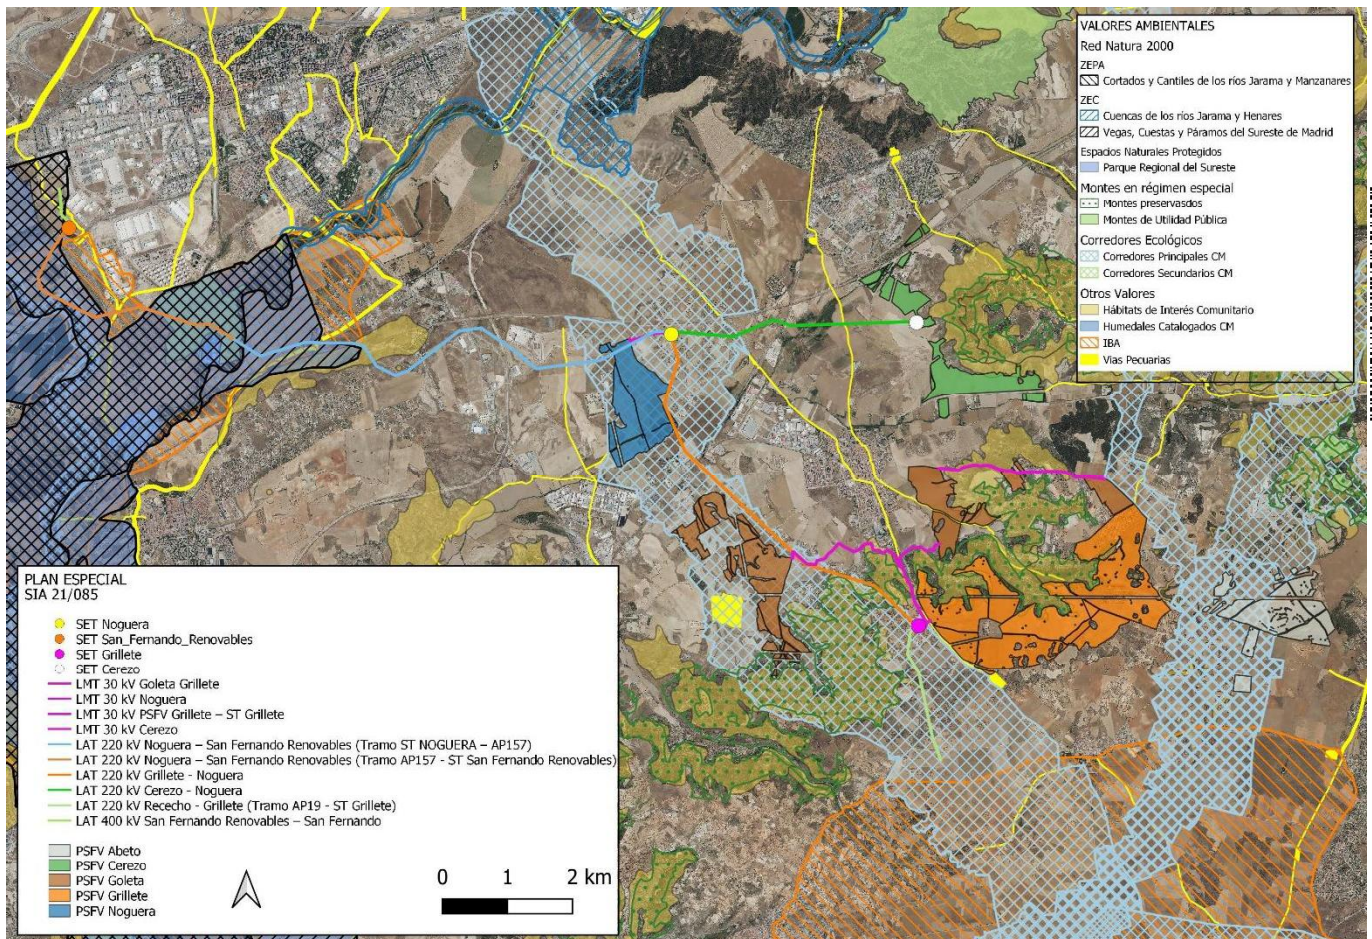 VALORES AMBIENTALES
Red Natura 2000
ZEPA
Cortados y Cantiles de los ríos Jarama y Manzanares
ZEC
Cuencas de los ríos Jarama y Henares
Vegas, Cuestas y Páramos del Sureste de Madrid
Espacios Naturales Protegidos
Parque Regional del Sureste
Montes en régimen especial
Montes preservasdos
Montes de Utilidad Pública
Corredores Ecológicos
Corredores Principales CM
Corredores Secundarios CM
Otros Valores
Hábitats de Interés Comunitario
Humedales Catalogados CM
IBA
Vias Pecuarias
PLAN ESPECIAL
SIA 21/085
SET Noguera
SET San_Fernando_Renovables
SET Grillete
SET Cerezo
LMT 30 kV Goleta Grillete
LMT 30 kV Noguera
LMT 30 kV PSFV Grillete – ST Grillete
LMT 30 kV Cerezo
LAT 220 kV Noguera – San Fernando Renovables (Tramo ST NOGUERA – AP157)
LAT 220 kV Noguera – San Fernando Renovables (Tramo AP157 - ST San Fernando Renovables)
LAT 220 kV Grillete - Noguera
LAT 220 kV Cerezo - Noguera
LAT 220 kV Rececho - Grillete (Tramo AP19 - ST Grillete)
LAT 400 kV San Fernando Renovables – San Fernando
PSFV Abeto
PSFV Cerezo
PSFV Goleta
PSFV Grillete
PSFV Noguera
0 1 2 km